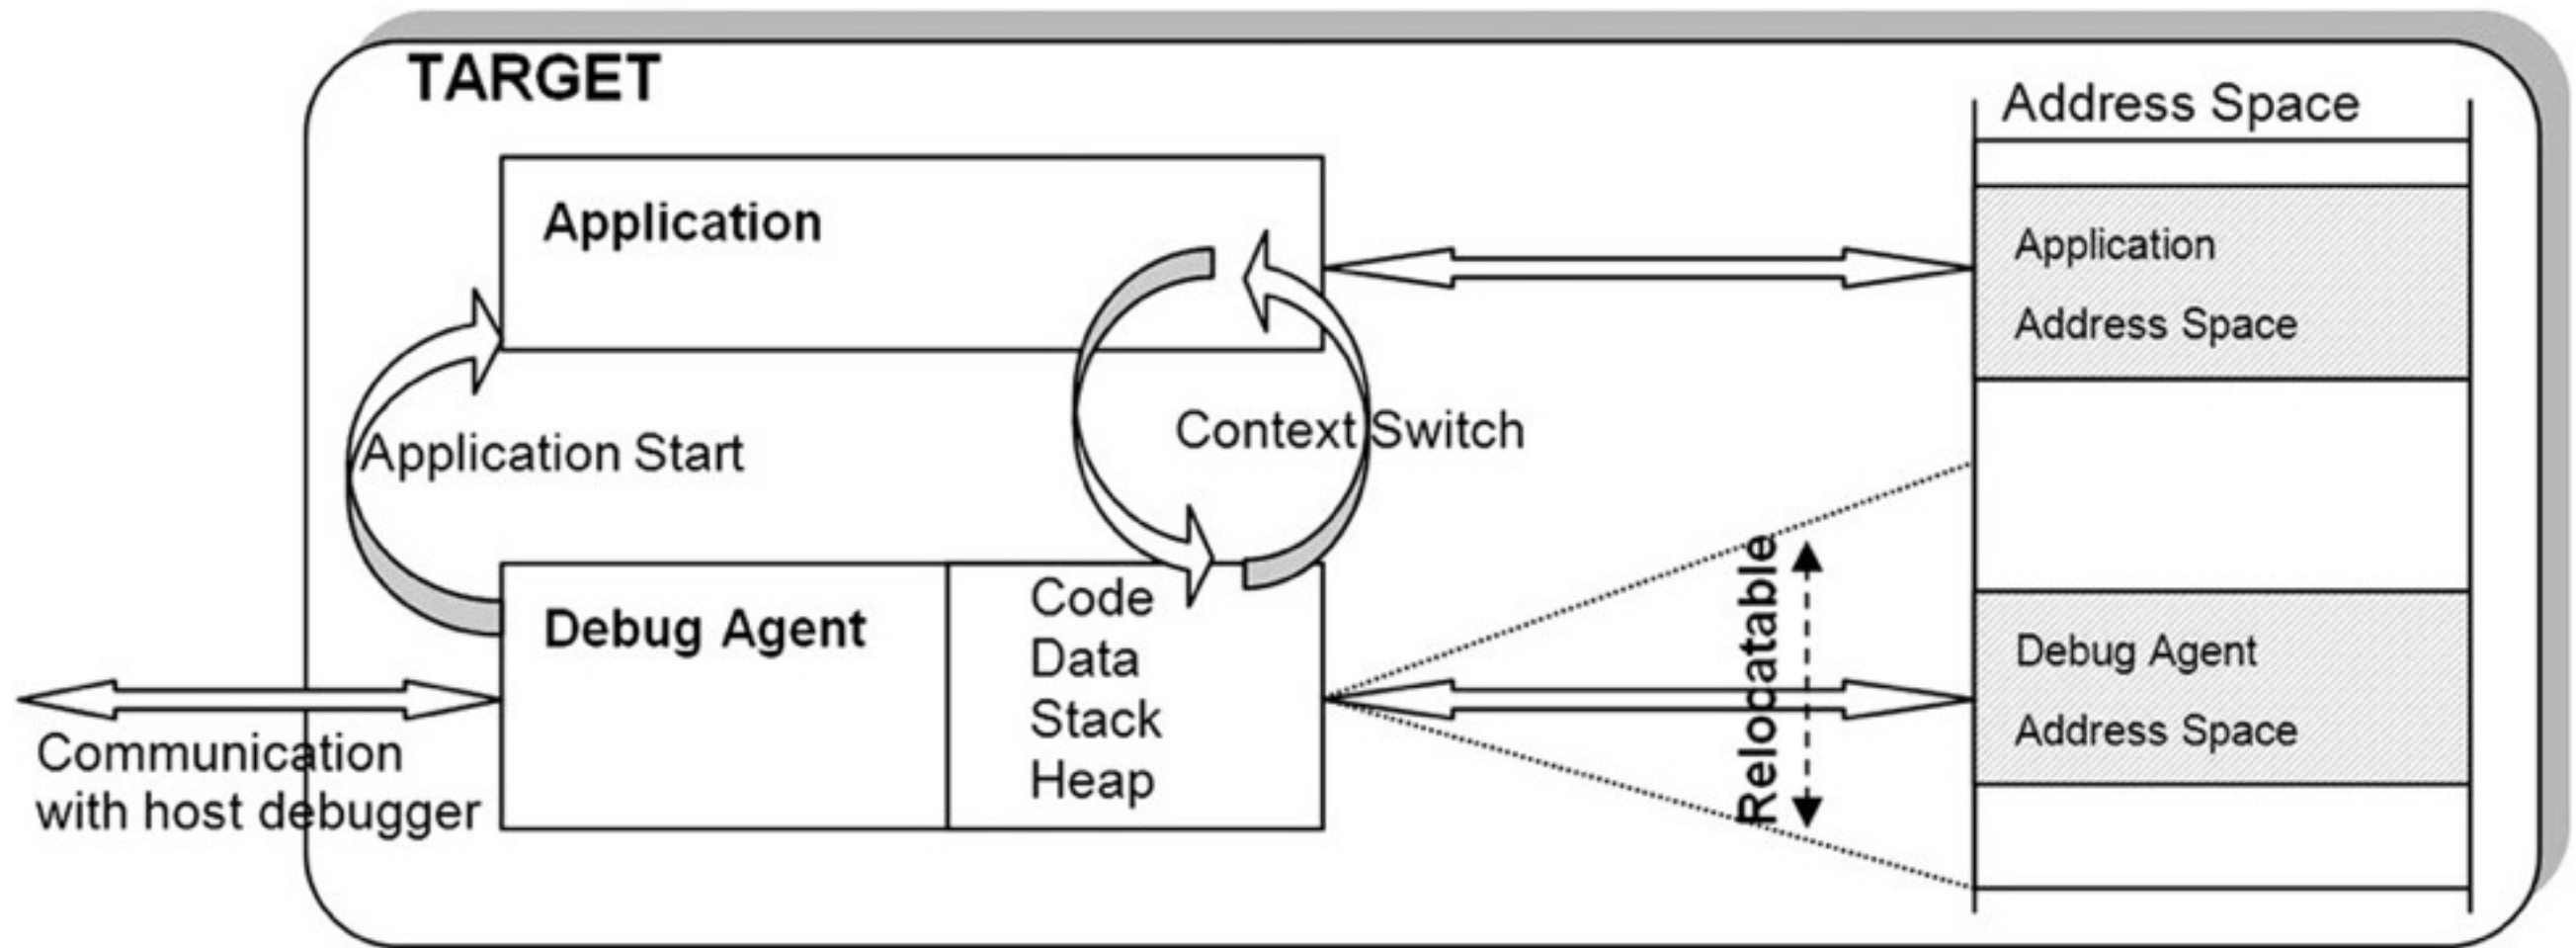 TARGET
Address Space
Application
Application
Address Space
Application Start
Context Switch
Debug Agent
Code
Data
Stack
Heap
Relocatable
Debug Agent
Address Space
Communication
with host debugger